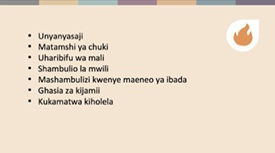 • Unyanyasaji
• Matamshi ya chuki
• Uharibifu wa mali
• Shambulio la mwili
• Mashambulizi kwenye maeneo ya ibada
• Ghasia za kijamii
• Kukamatwa kiholela